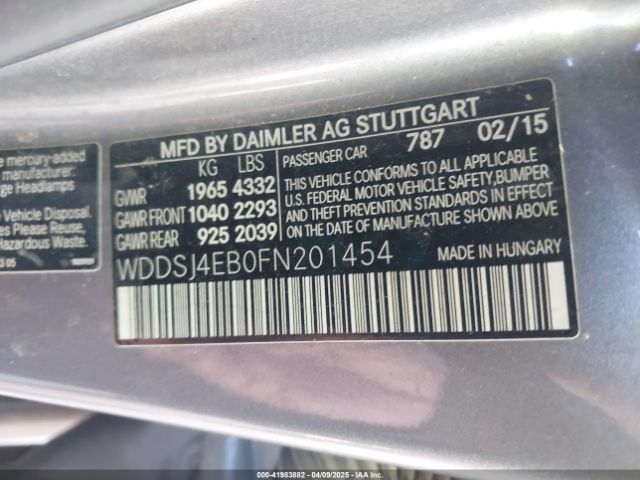 MFD BY DAIMLER AG STUTTGART
KG LBS
GVWR 1965 4332
GAWR FRONT 1040 2293
GAWR REAR 925 2039
PASSENGER CAR 787 02/15
THIS VEHICLE CONFORMS TO ALL APPLICABLE
U.S. FEDERAL MOTOR VEHICLE SAFETY, BUMPER
AND THEFT PREVENTION STANDARDS IN EFFECT
ON THE DATE OF MANUFACTURE SHOWN ABOVE
WDDSJ4EB0FN201454 MADE IN HUNGARY
e mercury-added
manufacturer:
rge Headlamps
Vehicle Disposal.
es Please Reuse,
Hazardous Waste.
000-41983882 | 04/09/2025 | IAA Inc.